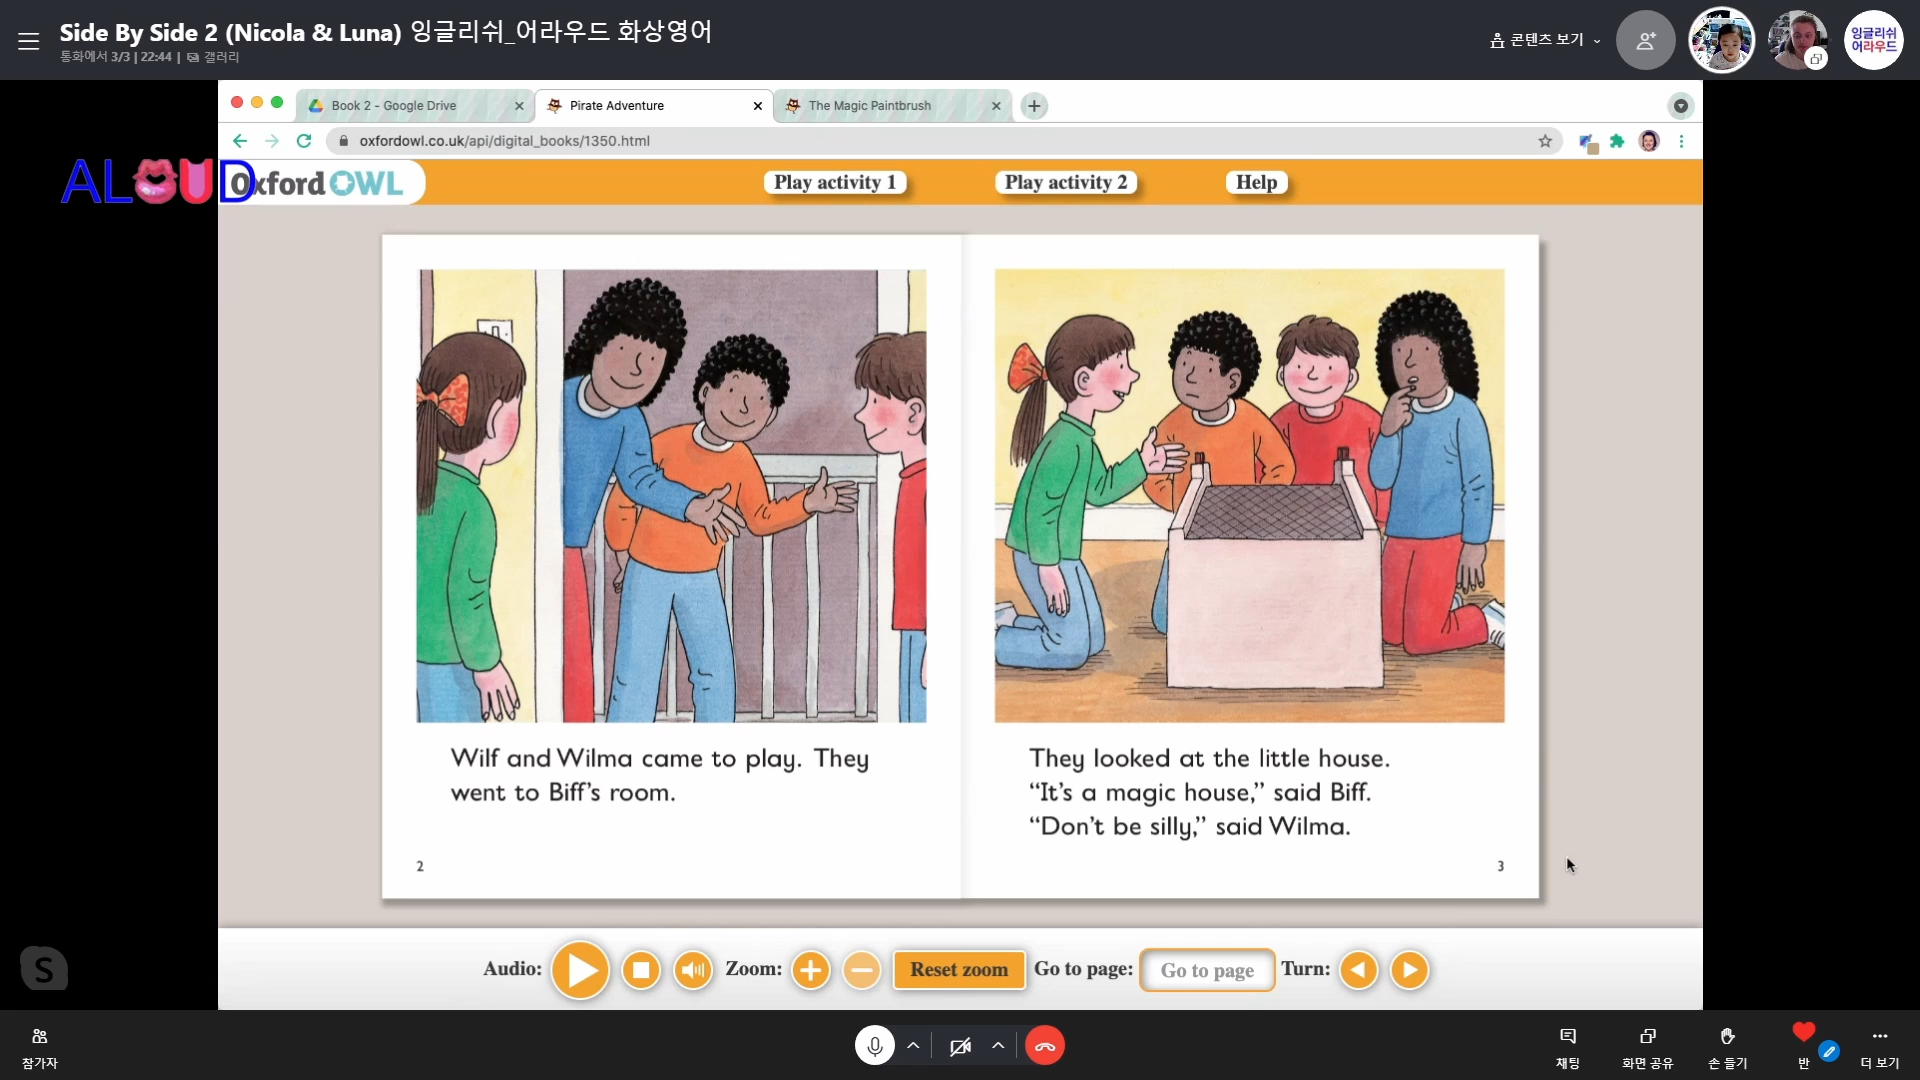 Side By Side 2 (Nicola & Luna) 잉글리쉬_어라우드 화상영어
통화에서 3/3 | 22:44 | 갤러리
콘텐츠 보기
잉글리쉬
어라우드
Book 2 - Google Drive
Pirate Adventure
The Magic Paintbrush
oxfordowl.co.uk/api/digital_books/1350.html
ALOUD
Oxford OWL
Play activity 1
Play activity 2
Help
Wilf and Wilma came to play. They
went to Biff's room.
2
They looked at the little house.
“It's a magic house,” said Biff.
“Don't be silly,” said Wilma.
3
Audio:
Zoom:
Reset zoom
Go to page:
Go to page
Turn:
S
참가자
채팅
화면 공유
손 들기
반
더 보기